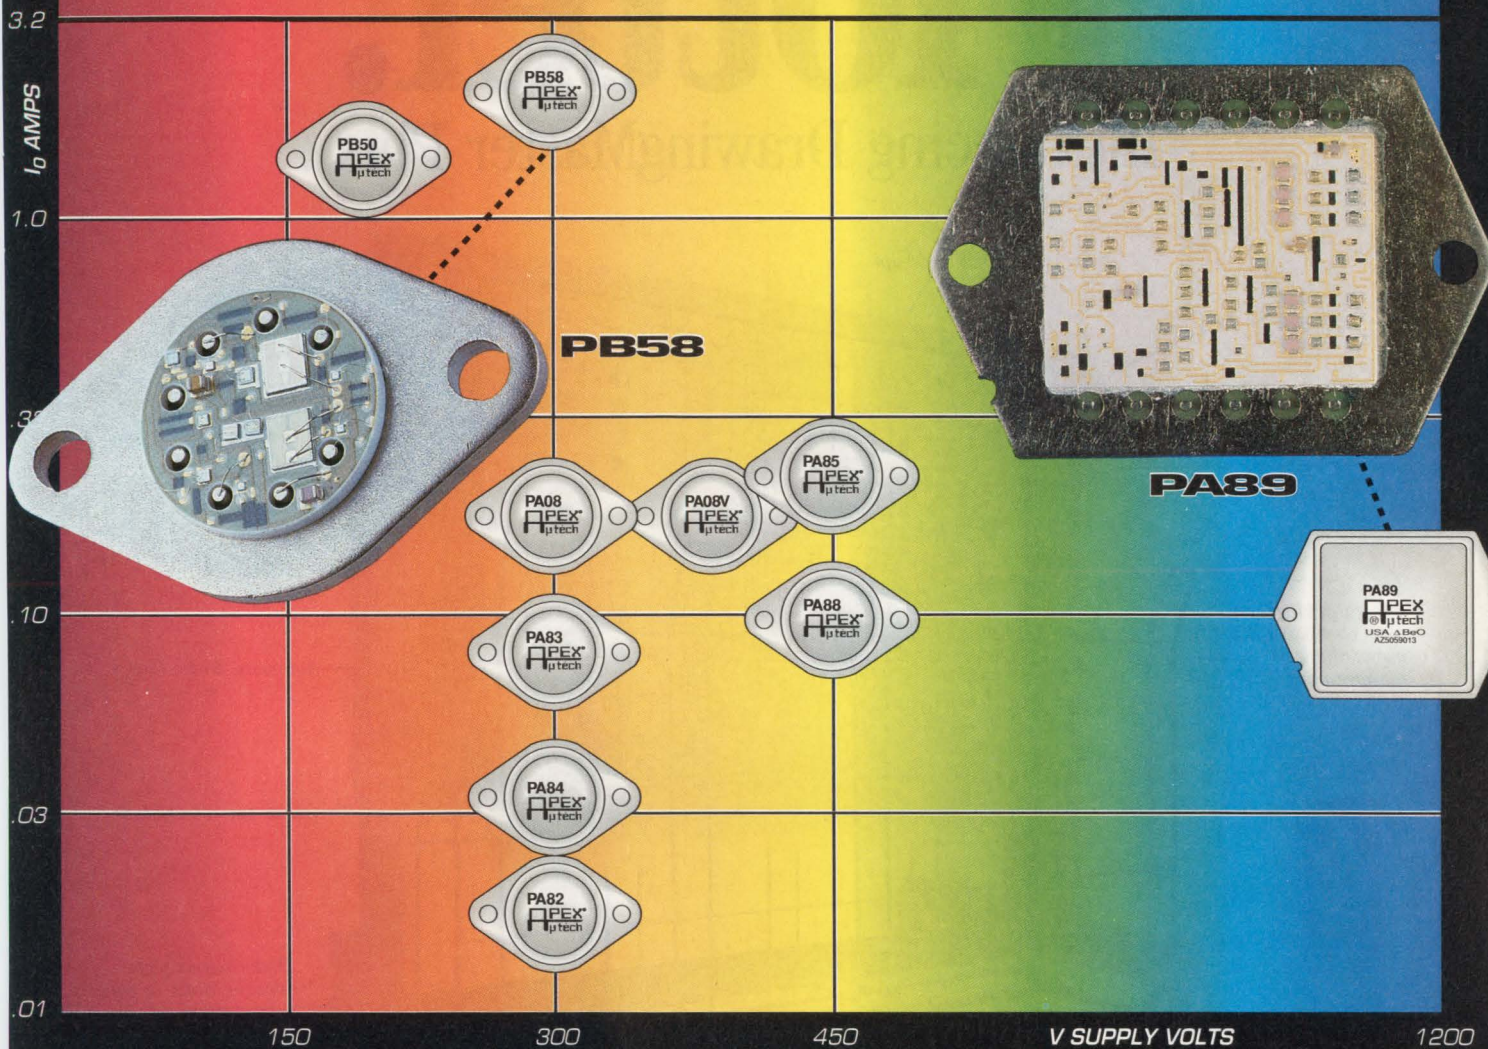 3.2
I₀ AMPS
1.0
.10
.03
.01
150
300
450
V SUPPLY VOLTS
1200
PB58
APEX
µtech
PB50
APEX
µtech
PB58
PA89
PA08
APEX
µtech
PA08V
APEX
µtech
PA85
APEX
µtech
PA83
APEX
µtech
PA88
APEX
µtech
PA89
APEX
® µtech
USA ΔBeO
AZ5059013
PA84
APEX
µtech
PA82
APEX
µtech